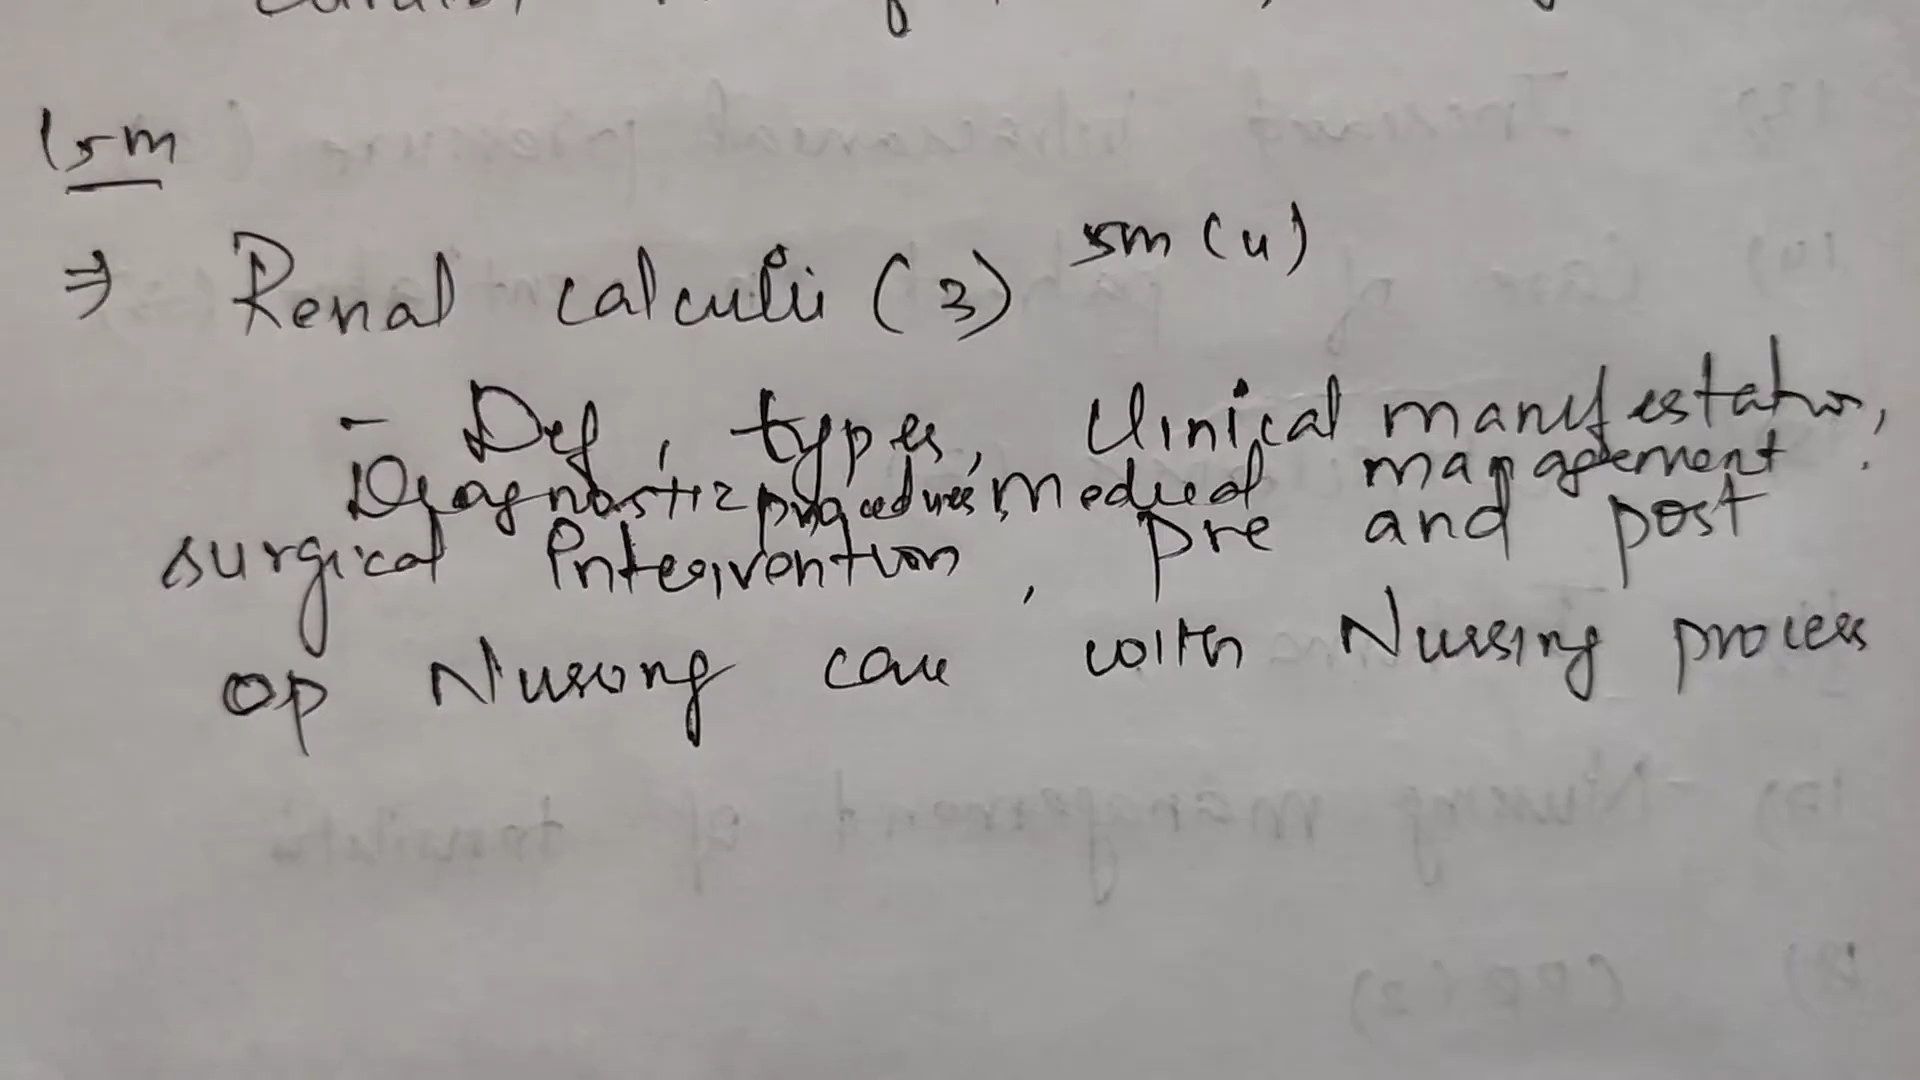 15m
⇒ Renal calculii (3) 5m (4)
- Def, types, Clinical manifestation,
Diagnostic procedures, Medical management
surgical Intervention, pre and post
op Nursing care with Nursing process